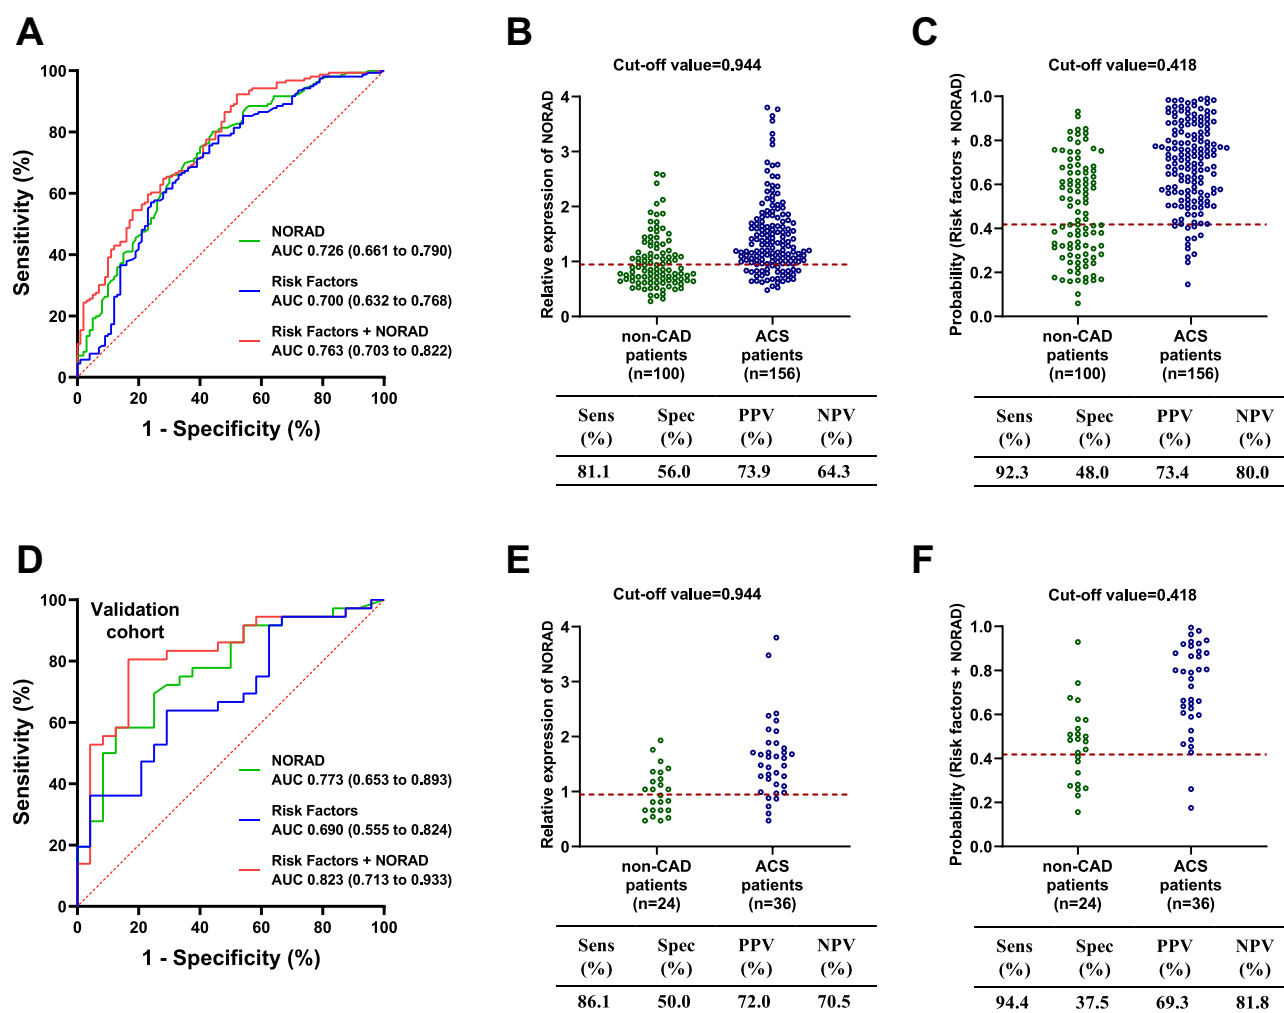 A
Sensitivity (%)
100
80
60
40
20
0
0 20 40 60 80 100
1 - Specificity (%)
NORAD
AUC 0.726 (0.661 to 0.790)
Risk Factors
AUC 0.700 (0.632 to 0.768)
Risk Factors + NORAD
AUC 0.763 (0.703 to 0.822)
B
Cut-off value=0.944
Relative expression of NORAD
4
3
2
1
0
non-CAD ACS
patients patients
(n=100) (n=156)
Sens Spec PPV NPV
(%) (%) (%) (%)
81.1 56.0 73.9 64.3
C
Cut-off value=0.418
Probability (Risk factors + NORAD)
1.0
0.8
0.6
0.4
0.2
0.0
non-CAD ACS
patients patients
(n=100) (n=156)
Sens Spec PPV NPV
(%) (%) (%) (%)
92.3 48.0 73.4 80.0
D
Validation
cohort
Sensitivity (%)
100
80
60
40
20
0
0 20 40 60 80 100
1 - Specificity (%)
NORAD
AUC 0.773 (0.653 to 0.893)
Risk Factors
AUC 0.690 (0.555 to 0.824)
Risk Factors + NORAD
AUC 0.823 (0.713 to 0.933)
E
Cut-off value=0.944
Relative expression of NORAD
4
3
2
1
0
non-CAD ACS
patients patients
(n=24) (n=36)
Sens Spec PPV NPV
(%) (%) (%) (%)
86.1 50.0 72.0 70.5
F
Cut-off value=0.418
Probability (Risk factors + NORAD)
1.0
0.8
0.6
0.4
0.2
0.0
non-CAD ACS
patients patients
(n=24) (n=36)
Sens Spec PPV NPV
(%) (%) (%) (%)
94.4 37.5 69.3 81.8